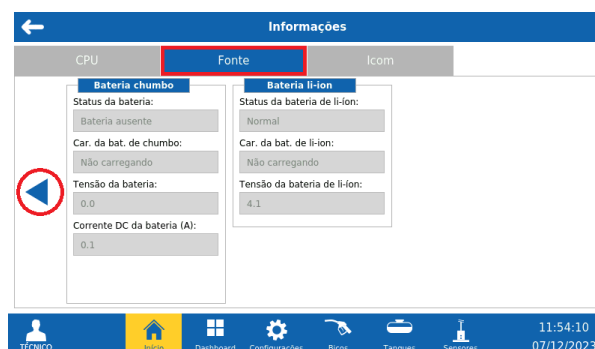 Informações
CPU
Fonte
Icom
Bateria chumbo
Status da bateria:
Bateria ausente
Car. da bat. de chumbo:
Não carregando
Tensão da bateria:
0.0
Corrente DC da bateria (A):
0.1
Bateria li-ion
Status da bateria de li-íon:
Normal
Car. da bat. de li-ion:
Não carregando
Tensão da bateria de li-íon:
4.1
TÉCNICO
Início
Dashboard
Configurações
Bicos
Tanques
Sensores
11:54:10
07/12/2023